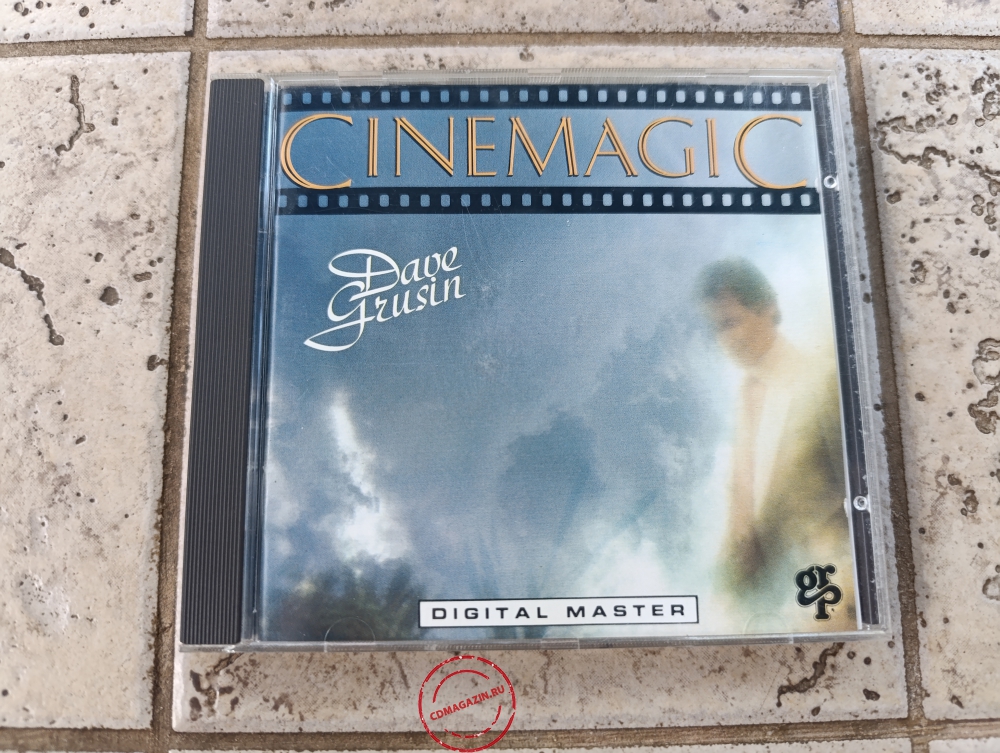 CINEMAGIC
Dave
Grusin
DIGITAL MASTER
grp
CDMAGAZIN.RU